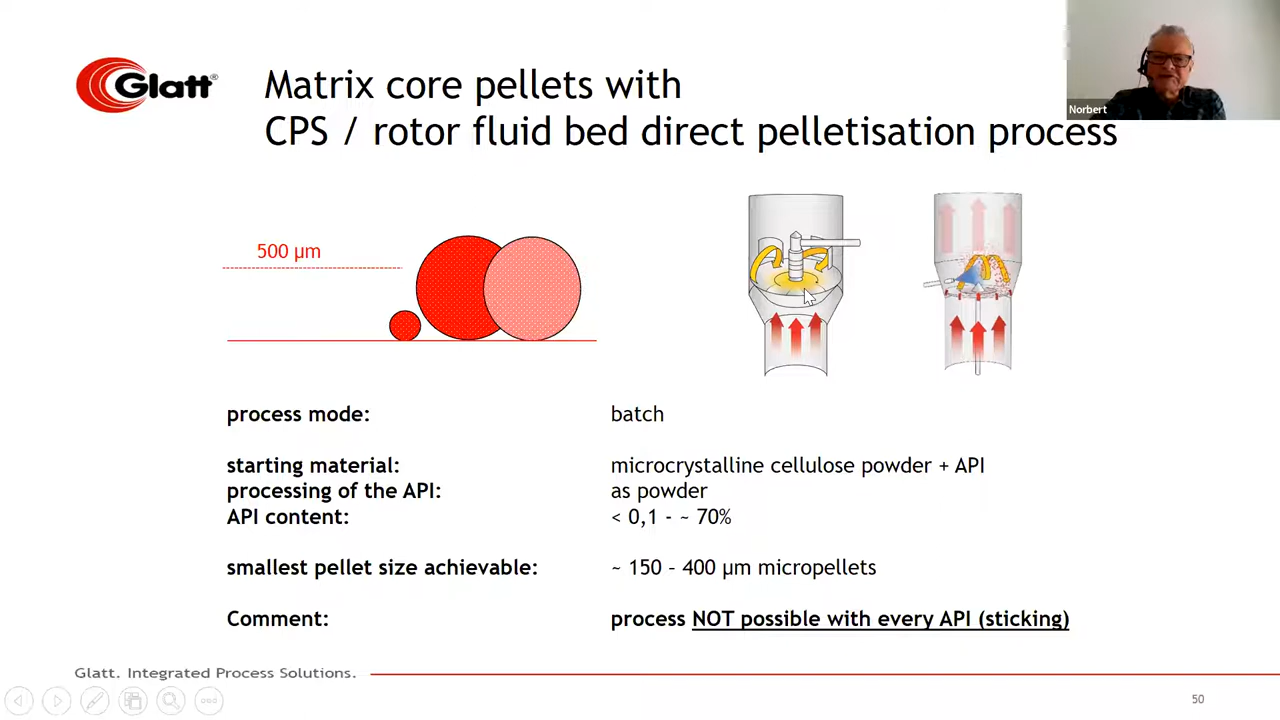 Glatt®
Matrix core pellets with
CPS / rotor fluid bed direct pelletisation process
Norbert
500 µm
process mode: batch
starting material: microcrystalline cellulose powder + API
processing of the API: as powder
API content: < 0,1 - ~ 70%
smallest pellet size achievable: ~ 150 – 400 µm micropellets
Comment: process NOT possible with every API (sticking)
Glatt. Integrated Process Solutions.
50